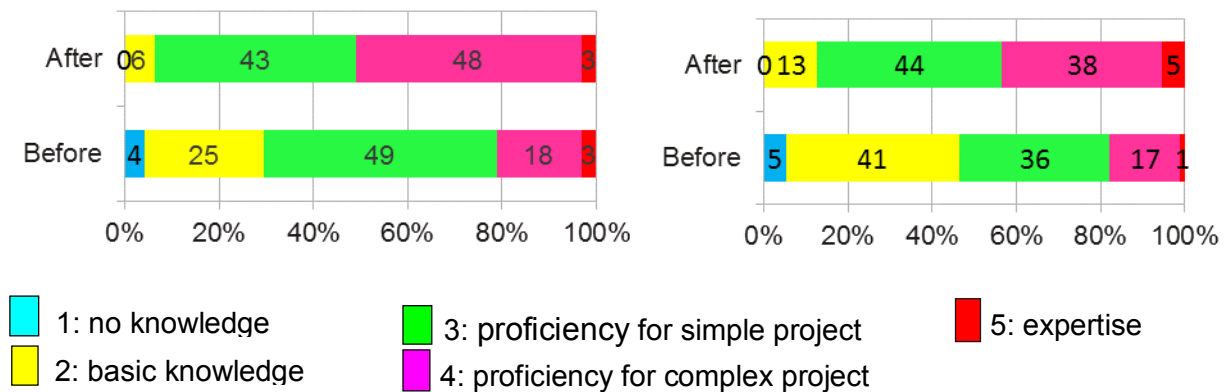 After 0 6 43 48 3
Before 4 25 49 18 3
0% 20% 40% 60% 80% 100%
After 0 13 44 38 5
Before 5 41 36 17 1
0% 20% 40% 60% 80% 100%
1: no knowledge
2: basic knowledge
3: proficiency for simple project
4: proficiency for complex project
5: expertise